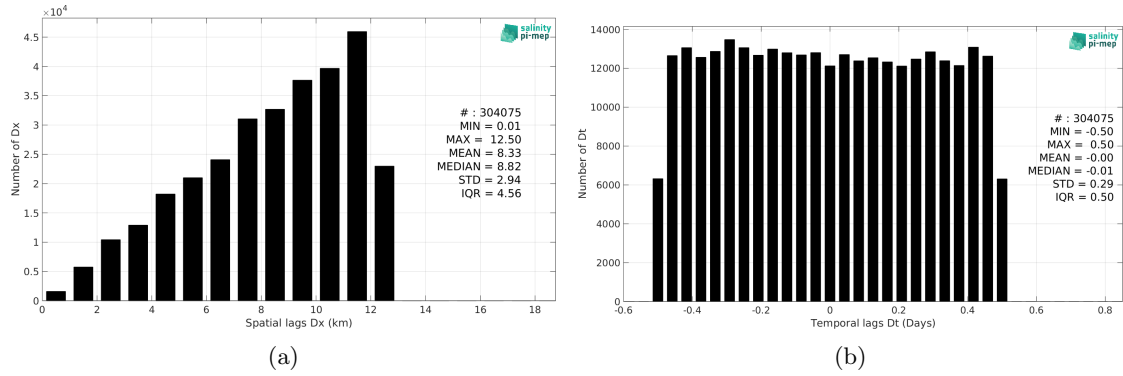 ×10⁴
4.5
4
3.5
3
2.5
2
1.5
1
0.5
0
Number of Dx
0 2 4 6 8 10 12 14 16 18
Spatial lags Dx (km)
salinity
pi-mep
# : 304075
MIN = 0.01
MAX = 12.50
MEAN = 8.33
MEDIAN = 8.82
STD = 2.94
IQR = 4.56
(a)
14000
12000
10000
8000
6000
4000
2000
0
Number of Dt
-0.6 -0.4 -0.2 0 0.2 0.4 0.6 0.8
Temporal lags Dt (Days)
salinity
pi-mep
# : 304075
MIN = -0.50
MAX = 0.50
MEAN = -0.00
MEDIAN = -0.01
STD = 0.29
IQR = 0.50
(b)